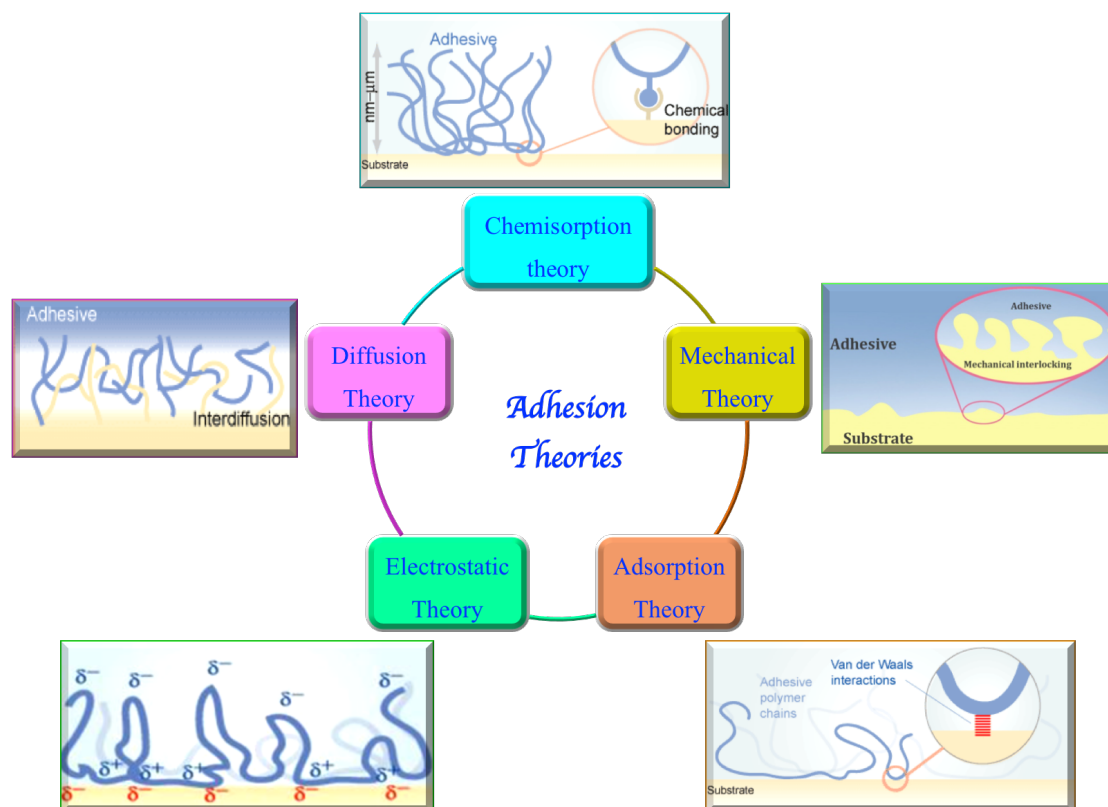 Adhesive
nm–μm
Chemical
bonding
Substrate
Chemisorption
theory
Adhesive
Interdiffusion
Diffusion
Theory
Mechanical
Theory
Adhesive
Adhesive
Mechanical interlocking
Substrate
Adhesion
Theories
Electrostatic
Theory
Adsorption
Theory
δ− δ− δ− δ− δ−
δ+ δ+ δ+ δ+ δ+
δ− δ− δ− δ− δ−
Van der Waals
interactions
Adhesive
polymer
chains
Substrate